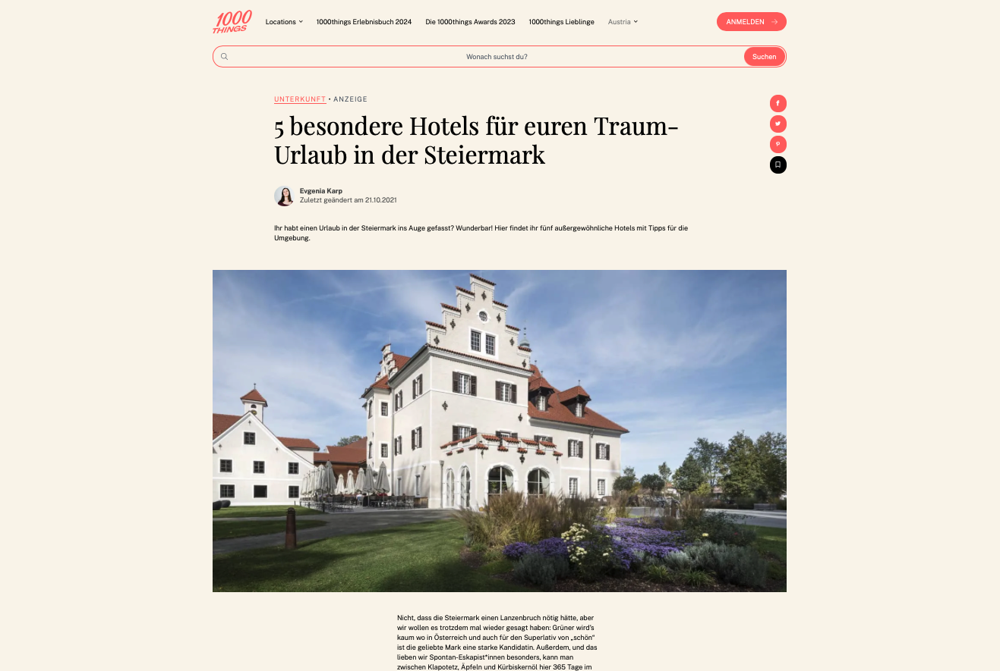 1000
THINGS
Locations
1000things Erlebnisbuch 2024
Die 1000things Awards 2023
1000things Lieblinge
Austria
ANMELDEN
Wonach suchst du?
Suchen
UNTERKUNFT • ANZEIGE
5 besondere Hotels für euren Traum-
Urlaub in der Steiermark
Evgenia Karp
Zuletzt geändert am 21.10.2021
Ihr habt einen Urlaub in der Steiermark ins Auge gefasst? Wunderbar! Hier findet ihr fünf außergewöhnliche Hotels mit Tipps für die
Umgebung.
Nicht, dass die Steiermark einen Lanzenbruch nötig hätte, aber
wir wollen es trotzdem mal wieder gesagt haben: Grüner wird's
kaum wo in Österreich und auch für den Superlativ von „schön"
ist die geliebte Mark eine starke Kandidatin. Außerdem, und das
lieben wir Spontan-Eskapist*innen besonders, kann man
zwischen Klapotetz, Äpfeln und Kürbiskernöl hier 365 Tage im